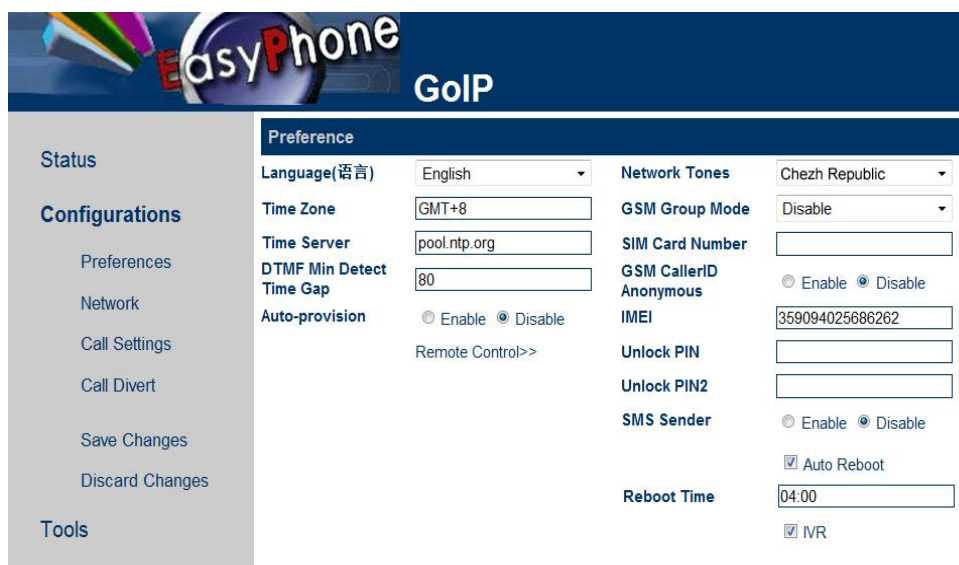 EasyPhone
GoIP
Status
Configurations
Preferences
Network
Call Settings
Call Divert
Save Changes
Discard Changes
Tools
Preference
Language(语言)
English
Time Zone
GMT+8
Time Server
pool.ntp.org
DTMF Min Detect
Time Gap
80
Auto-provision
Enable
Disable
Remote Control>>
Network Tones
Chezh Republic
GSM Group Mode
Disable
SIM Card Number
GSM CallerID
Anonymous
Enable
Disable
IMEI
359094025686262
Unlock PIN
Unlock PIN2
SMS Sender
Enable
Disable
Auto Reboot
Reboot Time
04:00
IVR